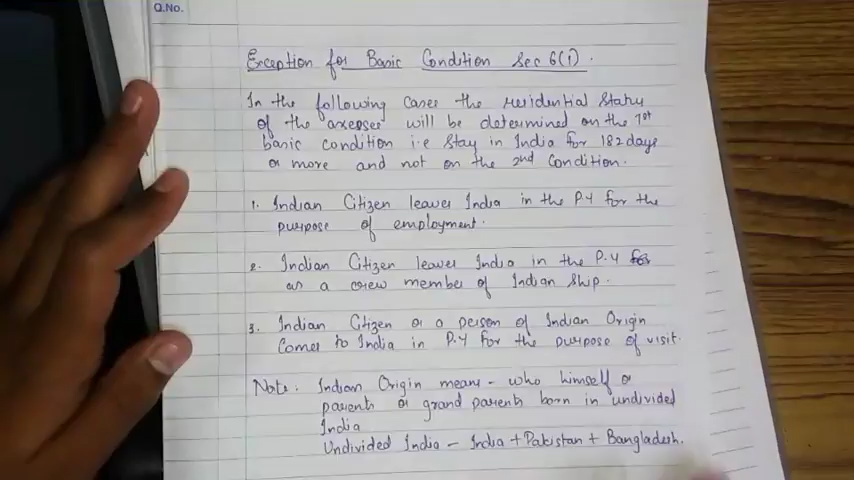 Q.No.
Exception for Basic Condition Sec 6(1).
In the following cases the residential status
of the axesses will be determined on the 1st
basic condition i.e stay in India for 182 days
or more and not on the 2nd Condition.
1. Indian Citizen leaves India in the P.Y for the
purpose of employment.
2. Indian Citizen leaves India in the P.Y
as a crew member of Indian Ship.
3. Indian Citizen or a person of Indian Origin
Comes to India in P.Y for the purpose of visit.
Note: Indian Origin means - who himself or
parents or grand parents born in undivided
India
Undivided India - India + Pakistan + Bangladesh.